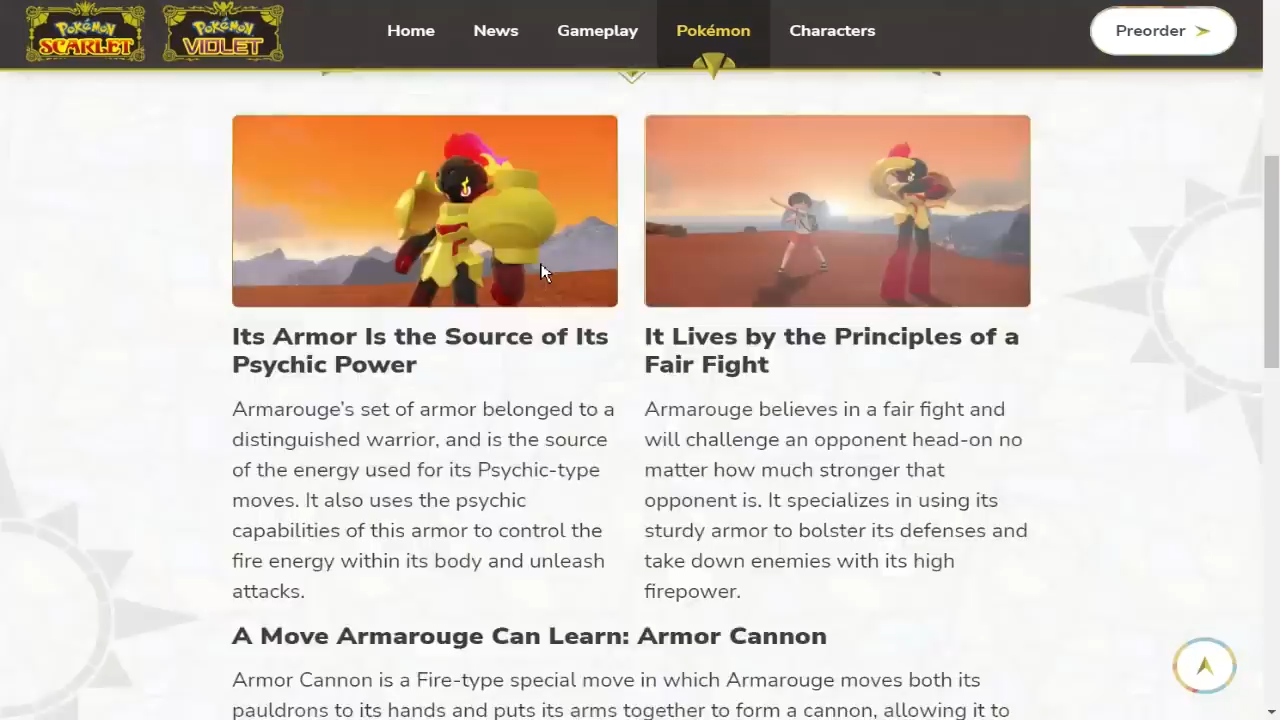 Pokémon
SCARLET
Pokémon
VIOLET
Home
News
Gameplay
Pokémon
Characters
Preorder
Its Armor Is the Source of Its
Psychic Power
Armarouge's set of armor belonged to a
distinguished warrior, and is the source
of the energy used for its Psychic-type
moves. It also uses the psychic
capabilities of this armor to control the
fire energy within its body and unleash
attacks.
It Lives by the Principles of a
Fair Fight
Armarouge believes in a fair fight and
will challenge an opponent head-on no
matter how much stronger that
opponent is. It specializes in using its
sturdy armor to bolster its defenses and
take down enemies with its high
firepower.
A Move Armarouge Can Learn: Armor Cannon
Armor Cannon is a Fire-type special move in which Armarouge moves both its
pauldrons to its hands and puts its arms together to form a cannon, allowing it to